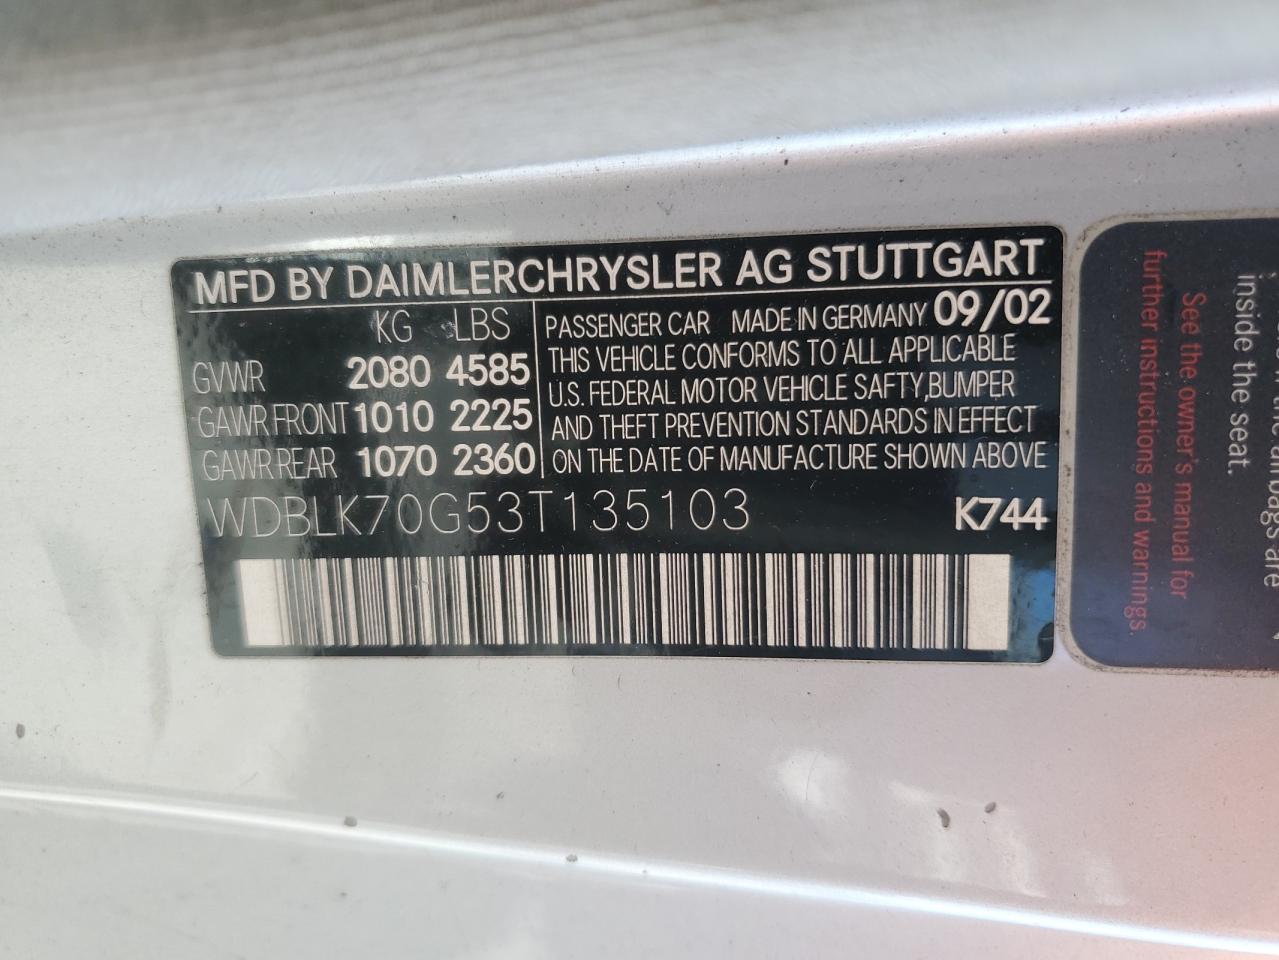 MFD BY DAIMLERCHRYSLER AG STUTTGART
KG LBS
GVWR 2080 4585
GAWR FRONT 1010 2225
GAWR REAR 1070 2360
PASSENGER CAR MADE IN GERMANY 09/02
THIS VEHICLE CONFORMS TO ALL APPLICABLE
U.S. FEDERAL MOTOR VEHICLE SAFTY,BUMPER
AND THEFT PREVENTION STANDARDS IN EFFECT
ON THE DATE OF MANUFACTURE SHOWN ABOVE
WDBLK70G53T135103 K744
airbags are
inside the seat.
See the owner's manual for
further instructions and warnings.